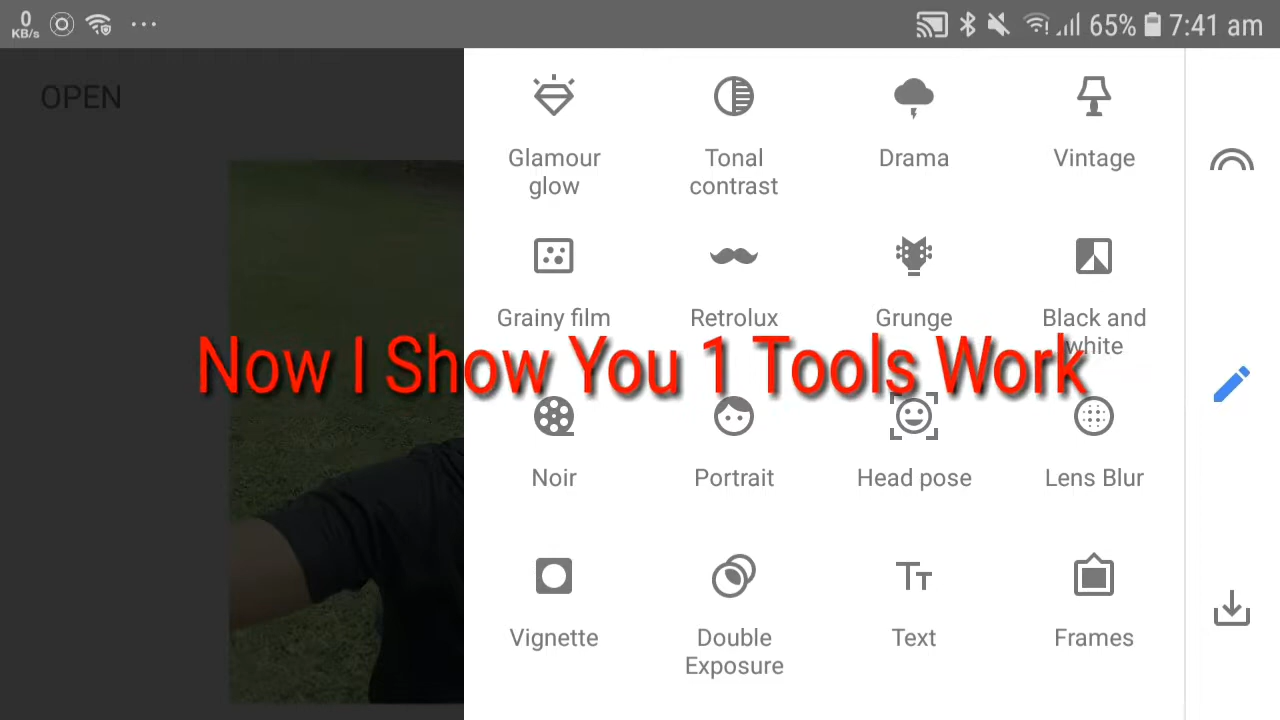 0
KB/s
65%
7:41 am
OPEN
Glamour
glow
Tonal
contrast
Drama
Vintage
Grainy film
Retrolux
Grunge
Black and
white
Now I Show You 1 Tools Work
Noir
Portrait
Head pose
Lens Blur
Vignette
Double
Exposure
Text
Frames